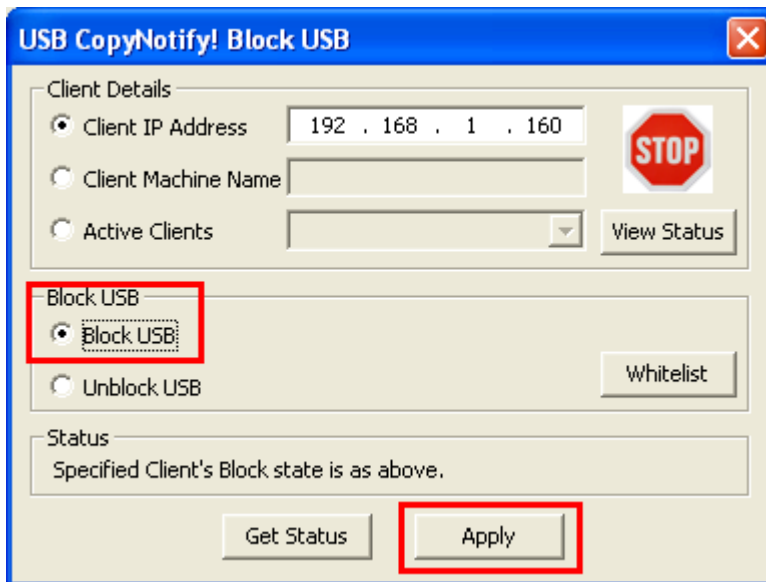 USB CopyNotify! Block USB
Client Details
Client IP Address 192 . 168 . 1 . 160
STOP
Client Machine Name
Active Clients
View Status
Block USB
Block USB
Unblock USB
Whitelist
Status
Specified Client's Block state is as above.
Get Status Apply